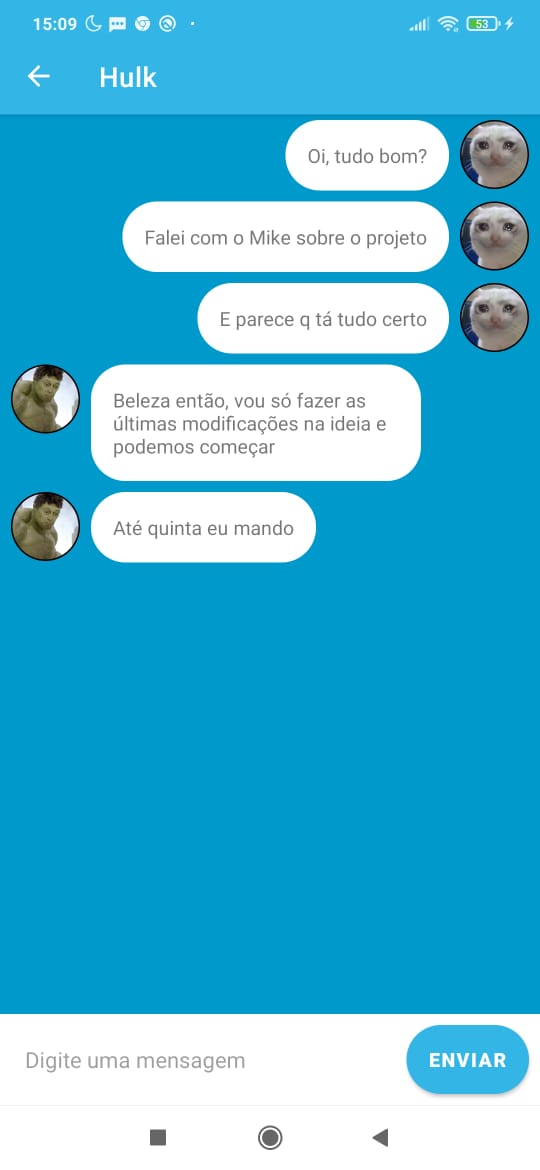 15:09
53
Hulk
Oi, tudo bom?
Falei com o Mike sobre o projeto
E parece q tá tudo certo
Beleza então, vou só fazer as
últimas modificações na ideia e
podemos começar
Até quinta eu mando
Digite uma mensagem
ENVIAR